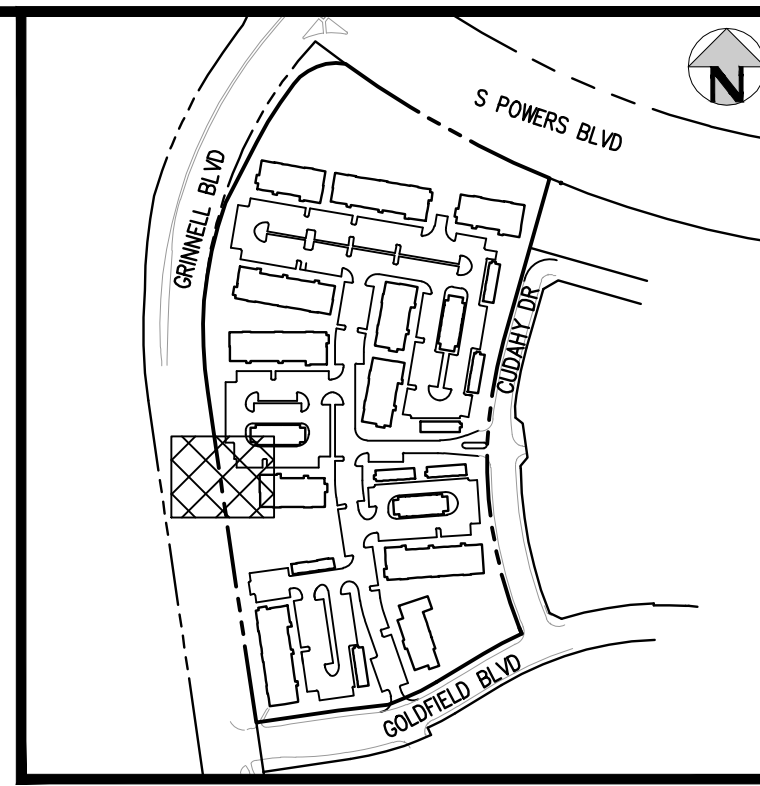 N
S POWERS BLVD
GRINNELL BLVD
CUDAHY DR
GOLDFIELD BLVD